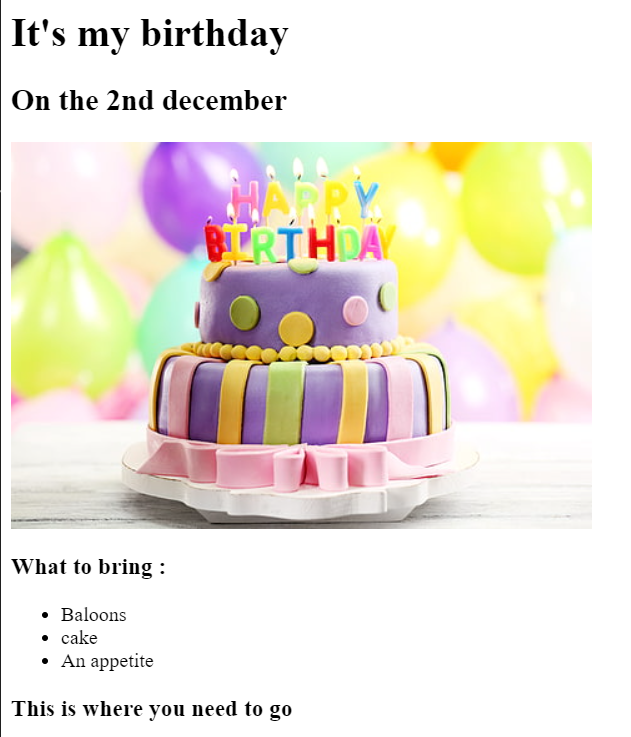 It's my birthday
On the 2nd december
HAPPY
BIRTHDAY
What to bring :
Baloons
cake
An appetite
This is where you need to go